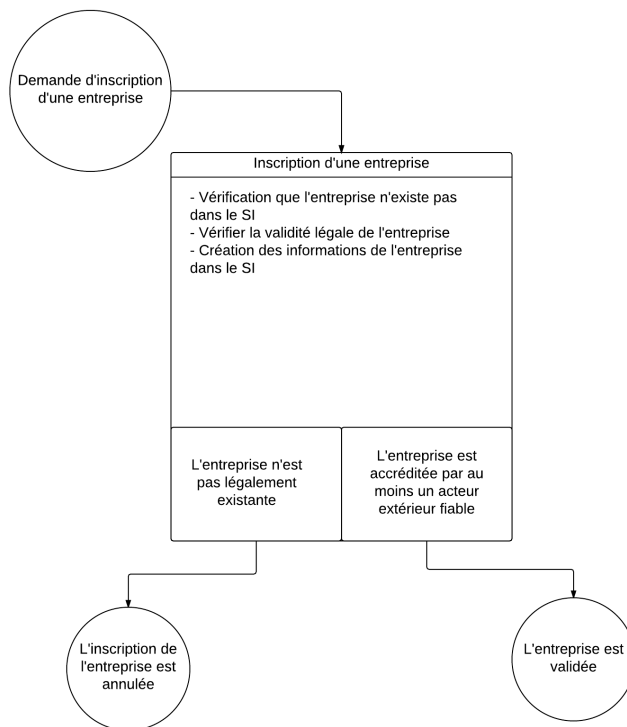 Demande d'inscription
d'une entreprise
Inscription d'une entreprise
- Vérification que l'entreprise n'existe pas
dans le SI
- Vérifier la validité légale de l'entreprise
- Création des informations de l'entreprise
dans le SI
L'entreprise n'est
pas légalement
existante
L'entreprise est
accréditée par au
moins un acteur
extérieur fiable
L'inscription de
l'entreprise est
annulée
L'entreprise est
validée